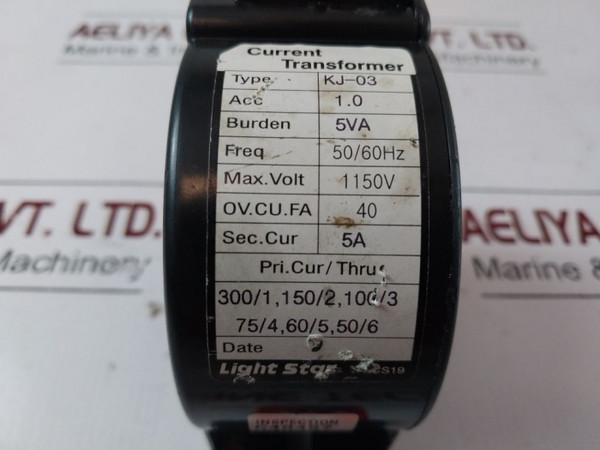 Current
Transformer
Type KJ-03
Acc 1.0
Burden 5VA
Freq 50/60Hz
Max.Volt 1150V
OV.CU.FA 40
Sec.Cur 5A
Pri.Cur/Thru
300/1,150/2,100/3
75/4,60/5,50/6
Date
Light Star
INSPECTION
AELIYA
Marine &
Machinery
VT. LTD.
PVT. LTD.
Machinery
AELIYA
Marine